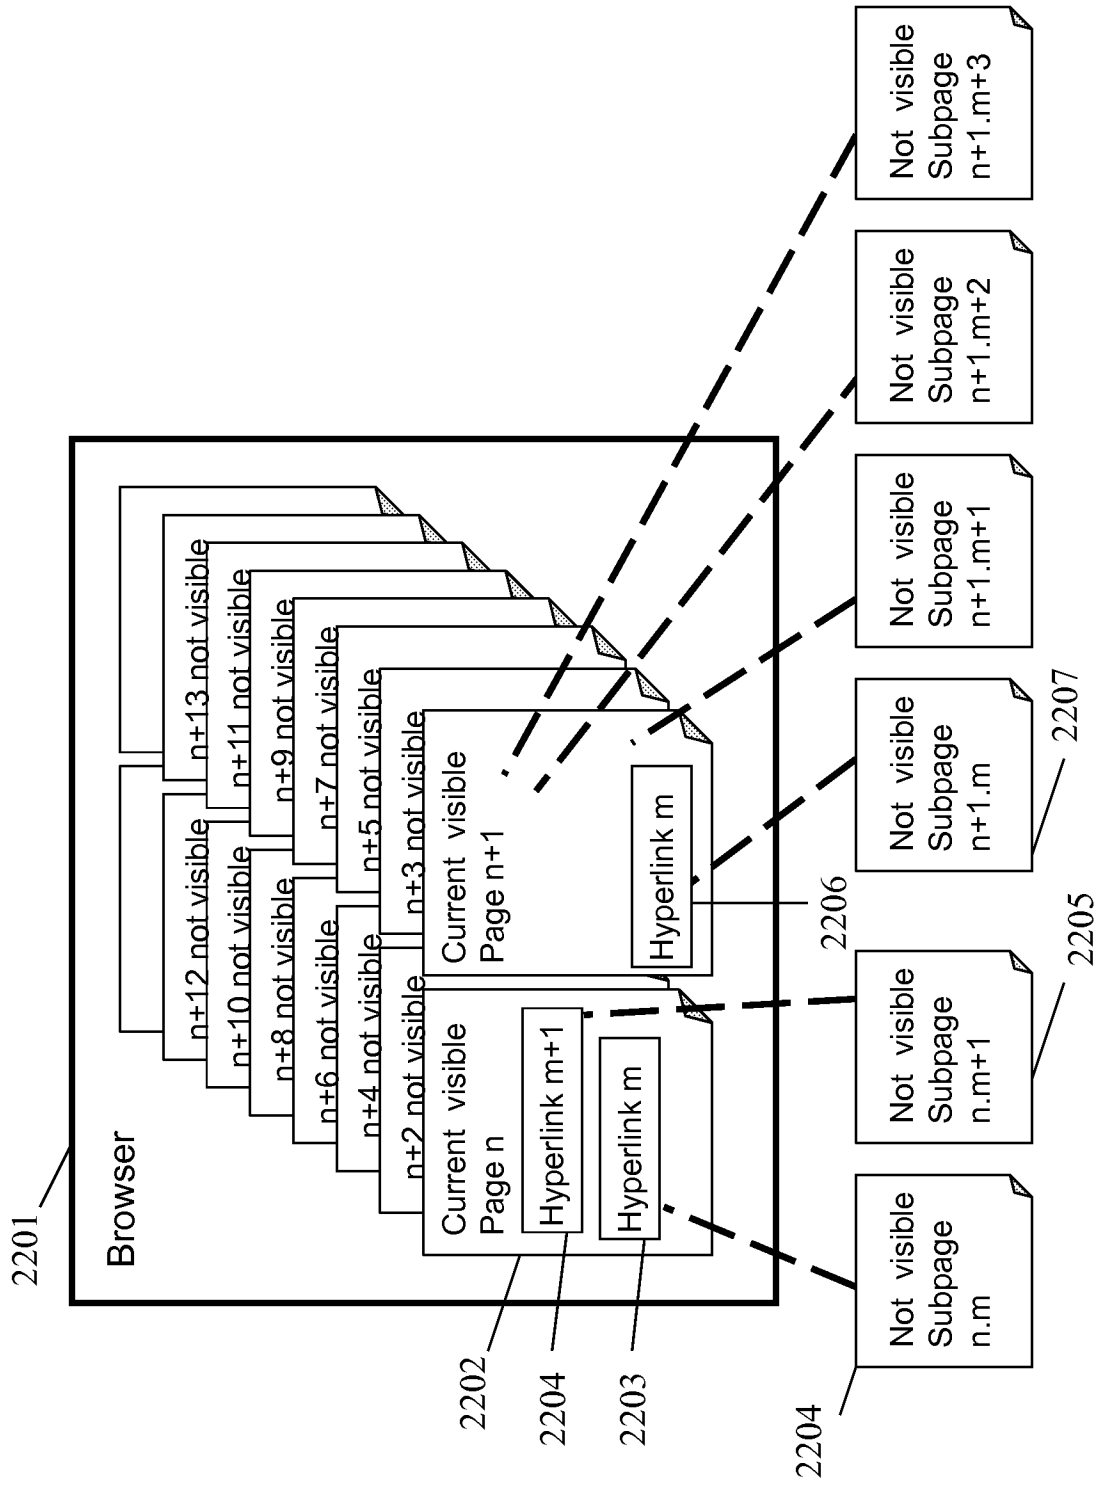 2201
Browser
n+12 not visible
n+10 not visible
n+8 not visible
n+6 not visible
n+4 not visible
n+2 not visible
n+13 not visible
n+11 not visible
n+9 not visible
n+7 not visible
n+5 not visible
n+3 not visible
2202
Current visible
Page n
2204
Hyperlink m+1
2203
Hyperlink m
Current visible
Page n+1
Hyperlink m
2206
2204
Not visible
Subpage
n.m
Not visible
Subpage
n.m+1
2205
Not visible
Subpage
n+1.m
2207
Not visible
Subpage
n+1.m+1
Not visible
Subpage
n+1.m+2
Not visible
Subpage
n+1.m+3